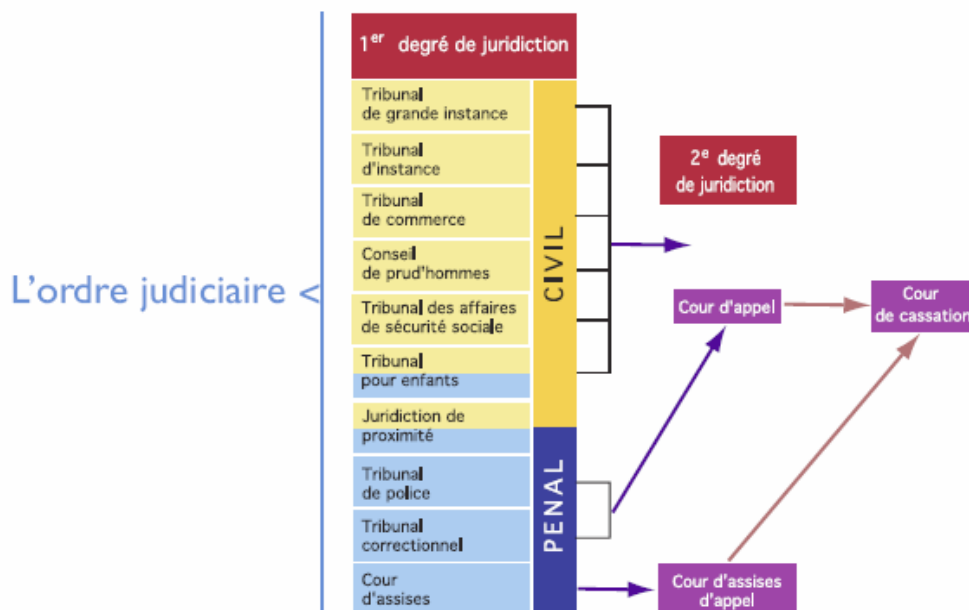 L'ordre judiciaire <
1er degré de juridiction
Tribunal
de grande instance
Tribunal
d'instance
Tribunal
de commerce
Conseil
de prud'hommes
Tribunal des affaires
de sécurité sociale
Tribunal
pour enfants
Juridiction de
proximité
Tribunal
de police
Tribunal
correctionnel
Cour
d'assises
CIVIL
PENAL
2e degré
de juridiction
Cour d'appel
Cour d'assises
d'appel
Cour
de cassation